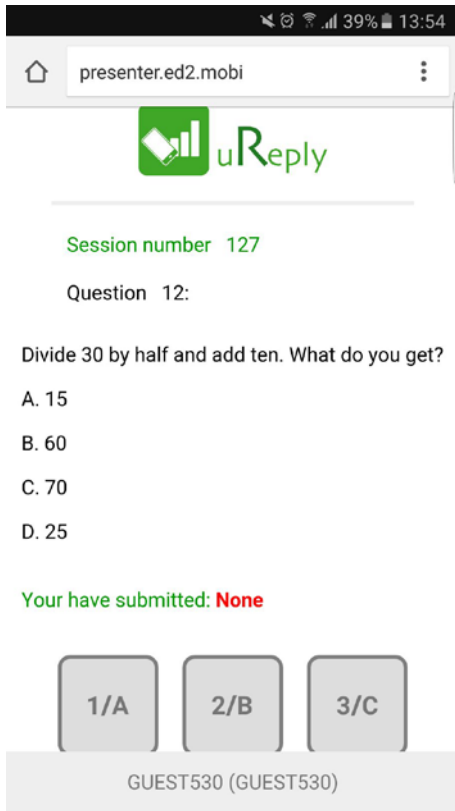 39% 13:54
presenter.ed2.mobi
uReply
Session number 127
Question 12:
Divide 30 by half and add ten. What do you get?
A. 15
B. 60
C. 70
D. 25
Your have submitted: None
1/A 2/B 3/C
GUEST530 (GUEST530)